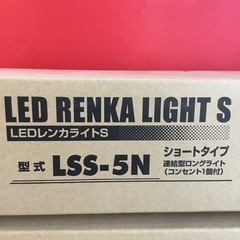 LED RENKA LIGHT S
LEDレンカライトS
型式 LSS-5N
ショートタイプ
連結型ロングライト
(コンセント1個付)